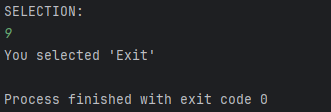 SELECTION:
9
You selected 'Exit'
Process finished with exit code 0